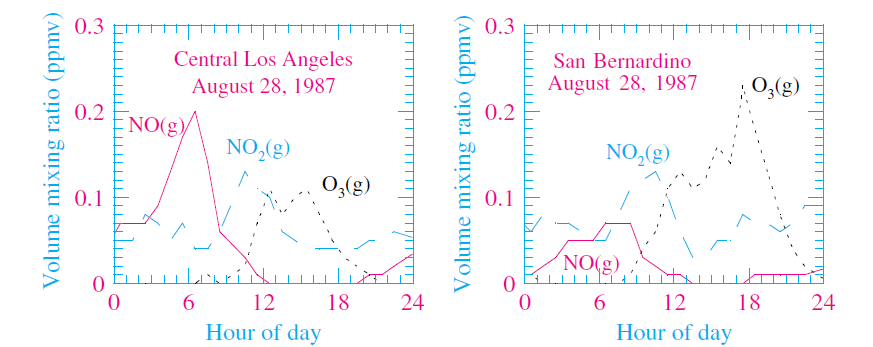 Volume mixing ratio (ppmv)
0.3
0.2
0.1
0
Central Los Angeles
August 28, 1987
NO(g)
NO₂(g)
O₃(g)
0 6 12 18 24
Hour of day
Volume mixing ratio (ppmv)
0.3
0.2
0.1
0
San Bernardino
August 28, 1987
O₃(g)
NO₂(g)
NO(g)
0 6 12 18 24
Hour of day